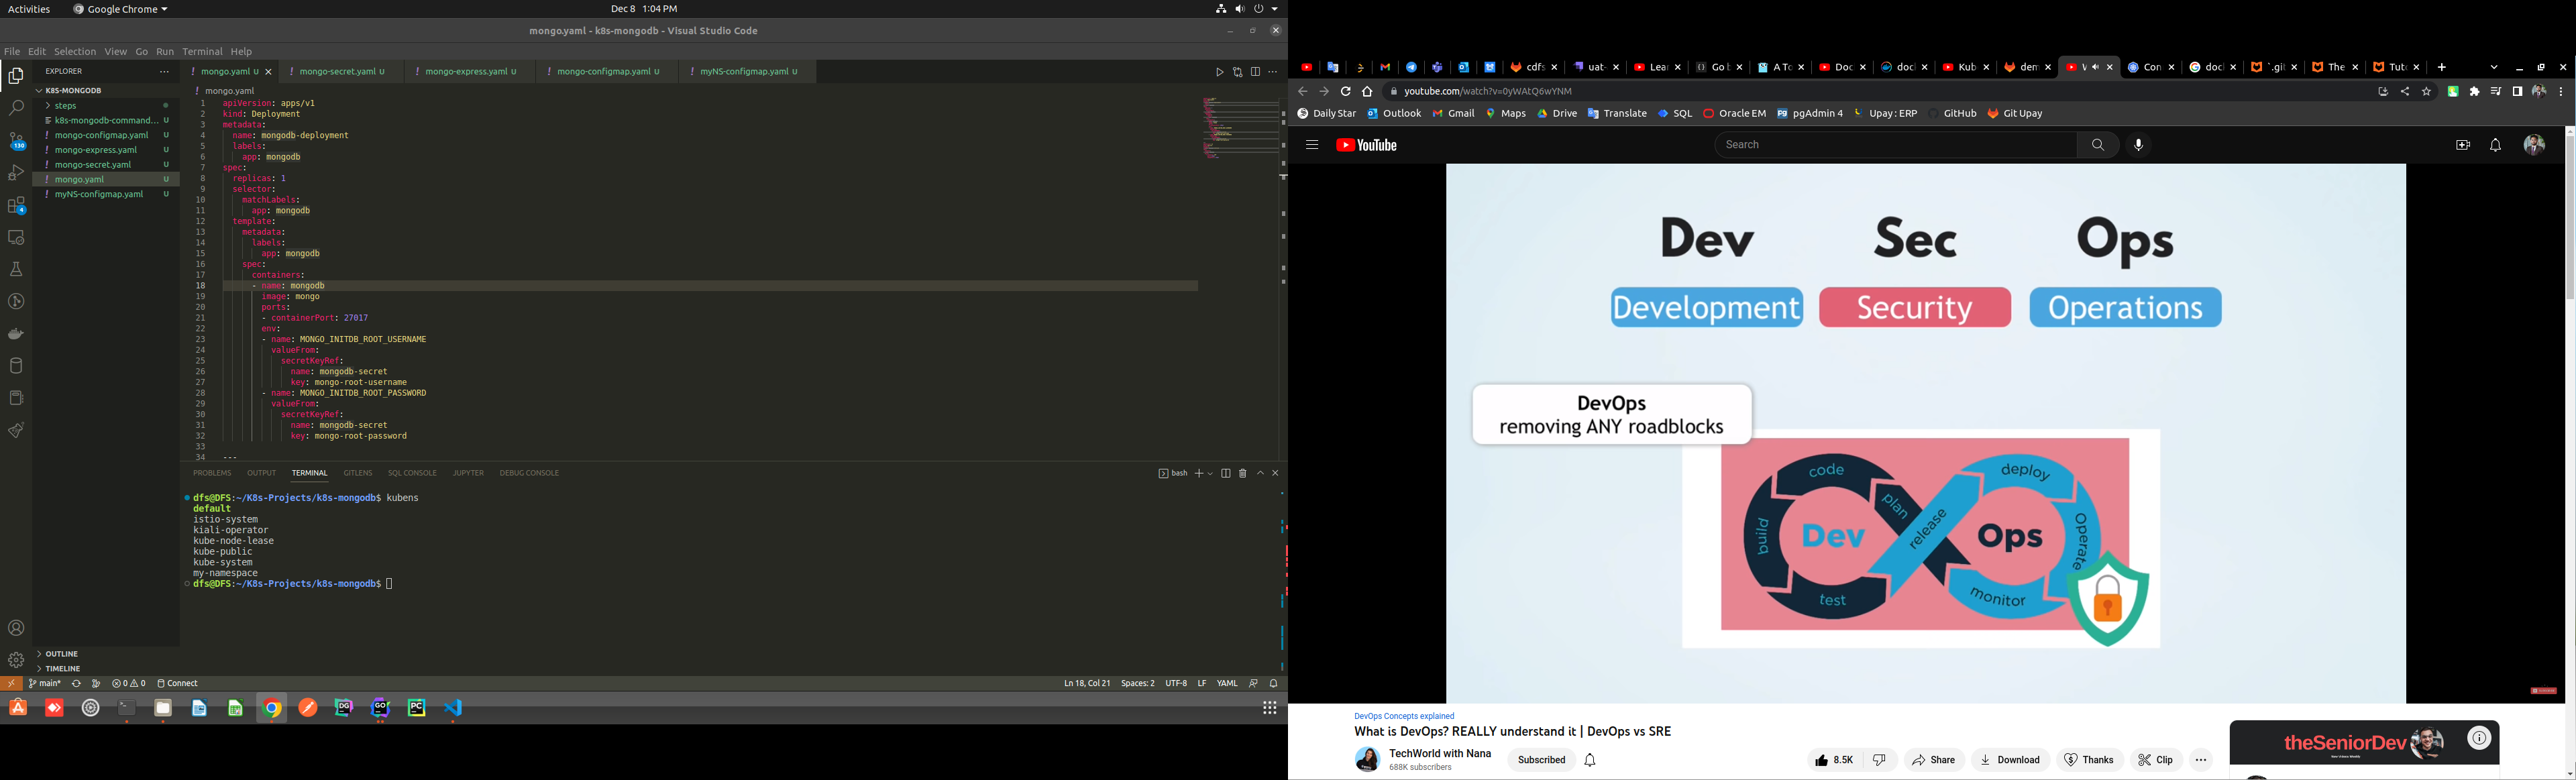 Activities
Google Chrome
Dec 8 1:04 PM
mongo.yaml - k8s-mongodb - Visual Studio Code
File Edit Selection View Go Run Terminal Help
EXPLORER
K8S-MONGODB
steps
k8s-mongodb-command... U
mongo-configmap.yaml U
mongo-express.yaml U
mongo-secret.yaml U
mongo.yaml U
myNS-configmap.yaml U
OUTLINE
TIMELINE
130
4
! mongo.yaml U
! mongo-secret.yaml U
! mongo-express.yaml U
! mongo-configmap.yaml U
! myNS-configmap.yaml U
! mongo.yaml
1 apiVersion: apps/v1
2 kind: Deployment
3 metadata:
4 name: mongodb-deployment
5 labels:
6 app: mongodb
7 spec:
8 replicas: 1
9 selector:
10 matchLabels:
11 app: mongodb
12 template:
13 metadata:
14 labels:
15 app: mongodb
16 spec:
17 containers:
18 - name: mongodb
19 image: mongo
20 ports:
21 - containerPort: 27017
22 env:
23 - name: MONGO_INITDB_ROOT_USERNAME
24 valueFrom:
25 secretKeyRef:
26 name: mongodb-secret
27 key: mongo-root-username
28 - name: MONGO_INITDB_ROOT_PASSWORD
29 valueFrom:
30 secretKeyRef:
31 name: mongodb-secret
32 key: mongo-root-password
33
34 ---
PROBLEMS OUTPUT TERMINAL GITLENS SQL CONSOLE JUPYTER DEBUG CONSOLE
bash
dfs@DFS:~/K8s-Projects/k8s-mongodb$ kubens
default
istio-system
kiali-operator
kube-node-lease
kube-public
kube-system
my-namespace
dfs@DFS:~/K8s-Projects/k8s-mongodb$
main*
0 0
Connect
Ln 18, Col 21
Spaces: 2
UTF-8
LF
YAML
DG
GO
PC
cdfs
uat-
Lea
Go b
A To
Doc
doc
Kub
dem
Con
doc
`.git
The
Tut
youtube.com/watch?v=0yWAtQ6wYNM
Daily Star
Outlook
Gmail
Maps
Drive
Translate
SQL
Oracle EM
pgAdmin 4
Upay : ERP
GitHub
Git Upay
YouTube
Search
Dev Sec Ops
Development Security Operations
DevOps
removing ANY roadblocks
code
build
plan
test
Dev
release
deploy
Operate
monitor
Ops
DevOps Concepts explained
What is DevOps? REALLY understand it | DevOps vs SRE
TechWorld with Nana
688K subscribers
Subscribed
8.5K
Share
Download
Thanks
Clip
theSeniorDev